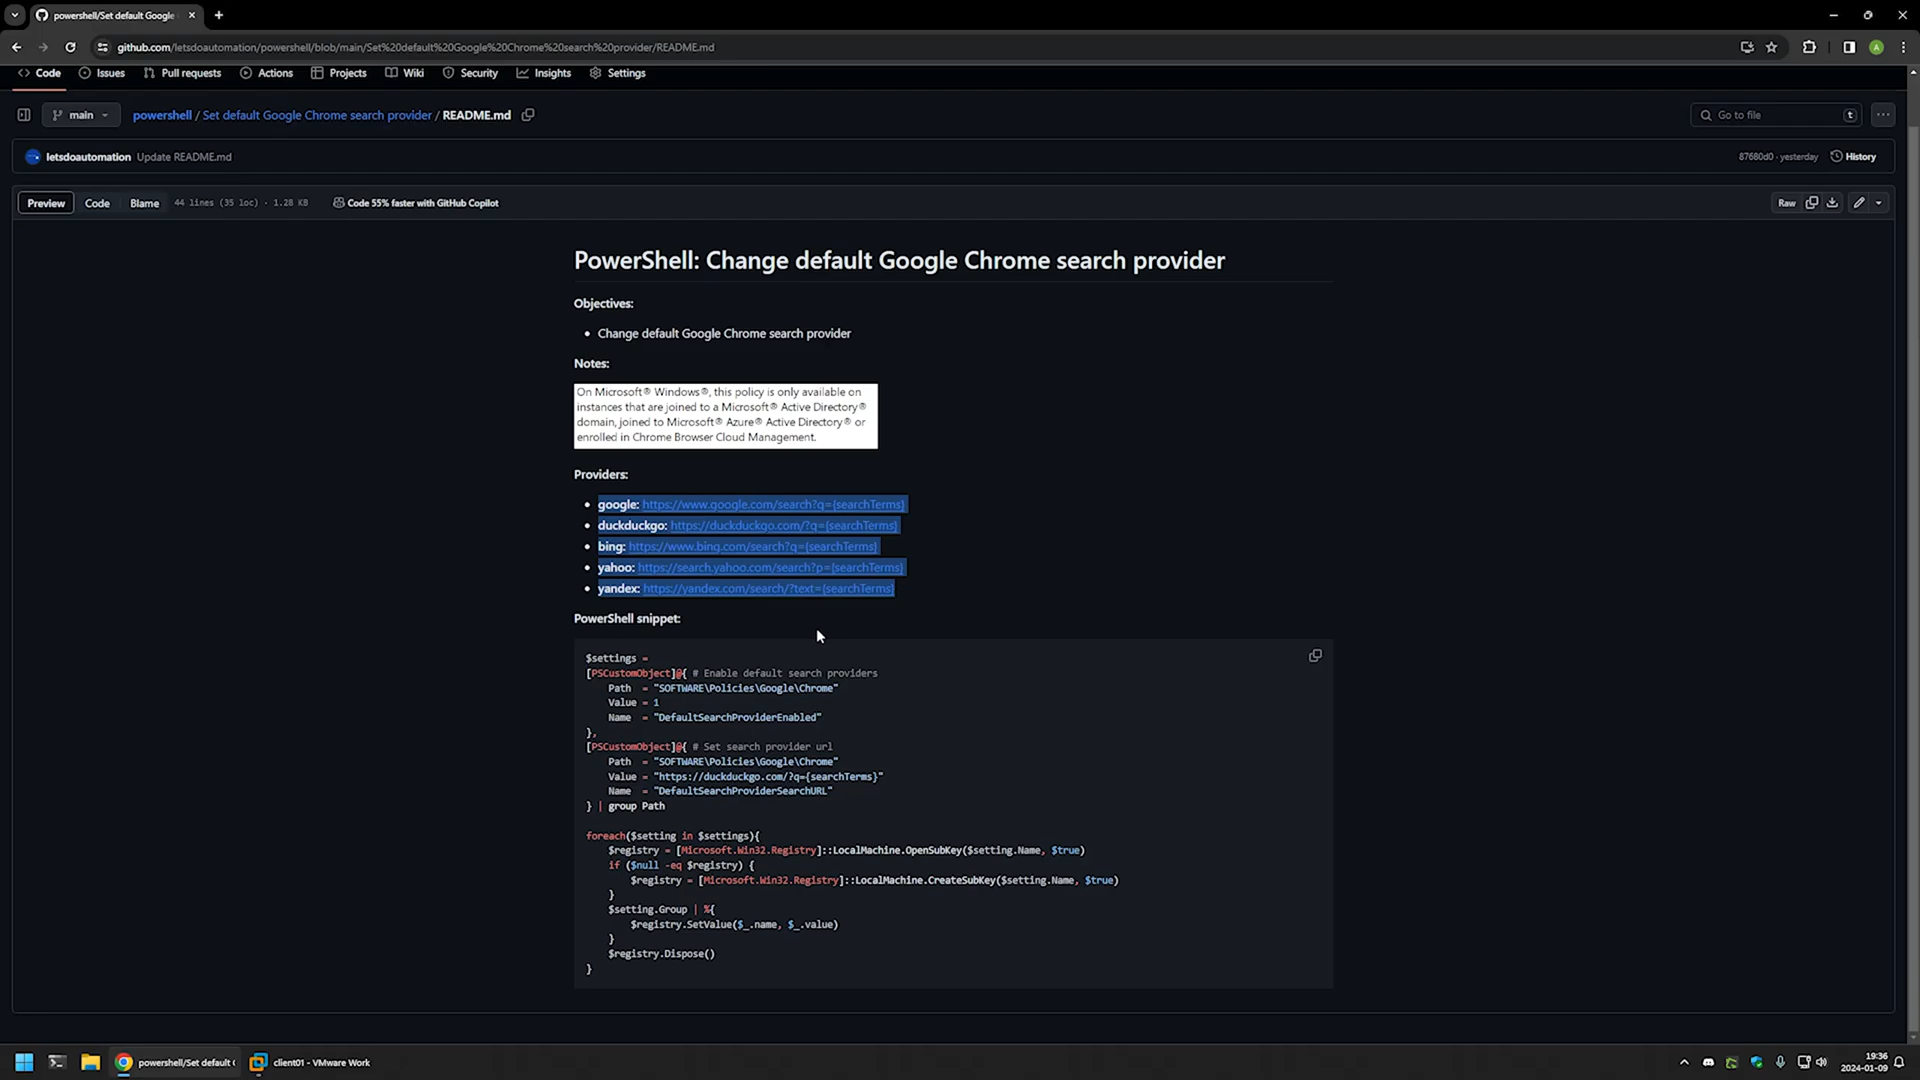 powershell/Set default Google
github.com/letsdoautomation/powershell/blob/main/Set%20default%20Google%20Chrome%20search%20provider/README.md
A
Code Issues Pull requests Actions Projects Wiki Security Insights Settings
main powershell / Set default Google Chrome search provider / README.md Go to file t
letsdoautomation Update README.md 87680d0 · yesterday History
Preview Code Blame 44 lines (35 loc) · 1.28 KB Code 55% faster with GitHub Copilot Raw
PowerShell: Change default Google Chrome search provider
Objectives:
• Change default Google Chrome search provider
Notes:
On Microsoft® Windows®, this policy is only available on
instances that are joined to a Microsoft® Active Directory®
domain, joined to Microsoft® Azure® Active Directory® or
enrolled in Chrome Browser Cloud Management.
Providers:
• google: https://www.google.com/search?q={searchTerms}
• duckduckgo: https://duckduckgo.com/?q={searchTerms}
• bing: https://www.bing.com/search?q={searchTerms}
• yahoo: https://search.yahoo.com/search?p={searchTerms}
• yandex: https://yandex.com/search/?text={searchTerms}
PowerShell snippet:
$settings =
[PSCustomObject]@{ # Enable default search providers
Path = "SOFTWARE\Policies\Google\Chrome"
Value = 1
Name = "DefaultSearchProviderEnabled"
},
[PSCustomObject]@{ # Set search provider url
Path = "SOFTWARE\Policies\Google\Chrome"
Value = "https://duckduckgo.com/?q={searchTerms}"
Name = "DefaultSearchProviderSearchURL"
} | group Path
foreach($setting in $settings){
$registry = [Microsoft.Win32.Registry]::LocalMachine.OpenSubKey($setting.Name, $true)
if ($null -eq $registry) {
$registry = [Microsoft.Win32.Registry]::LocalMachine.CreateSubKey($setting.Name, $true)
}
$setting.Group | %{
$registry.SetValue($_.name, $_.value)
}
$registry.Dispose()
}
powershell/Set default client01 - VMware Work
19:36
2024-01-09